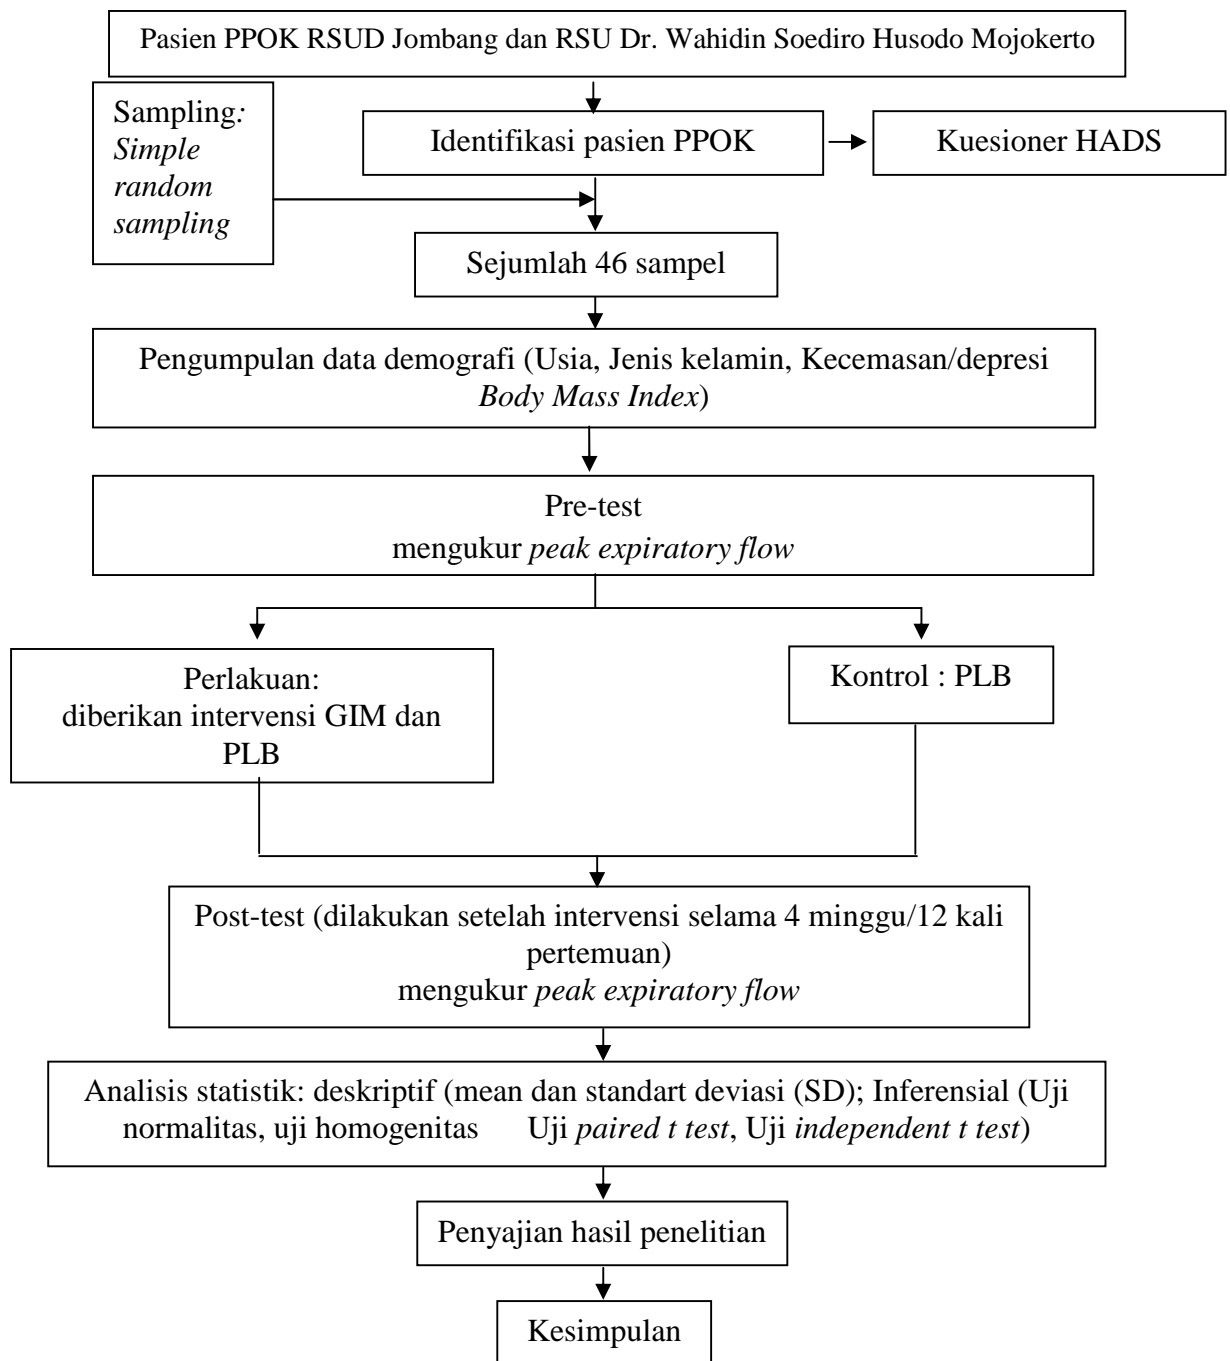 Pasien PPOK RSUD Jombang dan RSU Dr. Wahidin Soediro Husodo Mojokerto
Sampling:
Simple
random
sampling
Identifikasi pasien PPOK
Kuesioner HADS
Sejumlah 46 sampel
Pengumpulan data demografi (Usia, Jenis kelamin, Kecemasan/depresi
Body Mass Index)
Pre-test
mengukur peak expiratory flow
Perlakuan:
diberikan intervensi GIM dan
PLB
Kontrol : PLB
Post-test (dilakukan setelah intervensi selama 4 minggu/12 kali
pertemuan)
mengukur peak expiratory flow
Analisis statistik: deskriptif (mean dan standart deviasi (SD); Inferensial (Uji
normalitas, uji homogenitas Uji paired t test, Uji independent t test)
Penyajian hasil penelitian
Kesimpulan